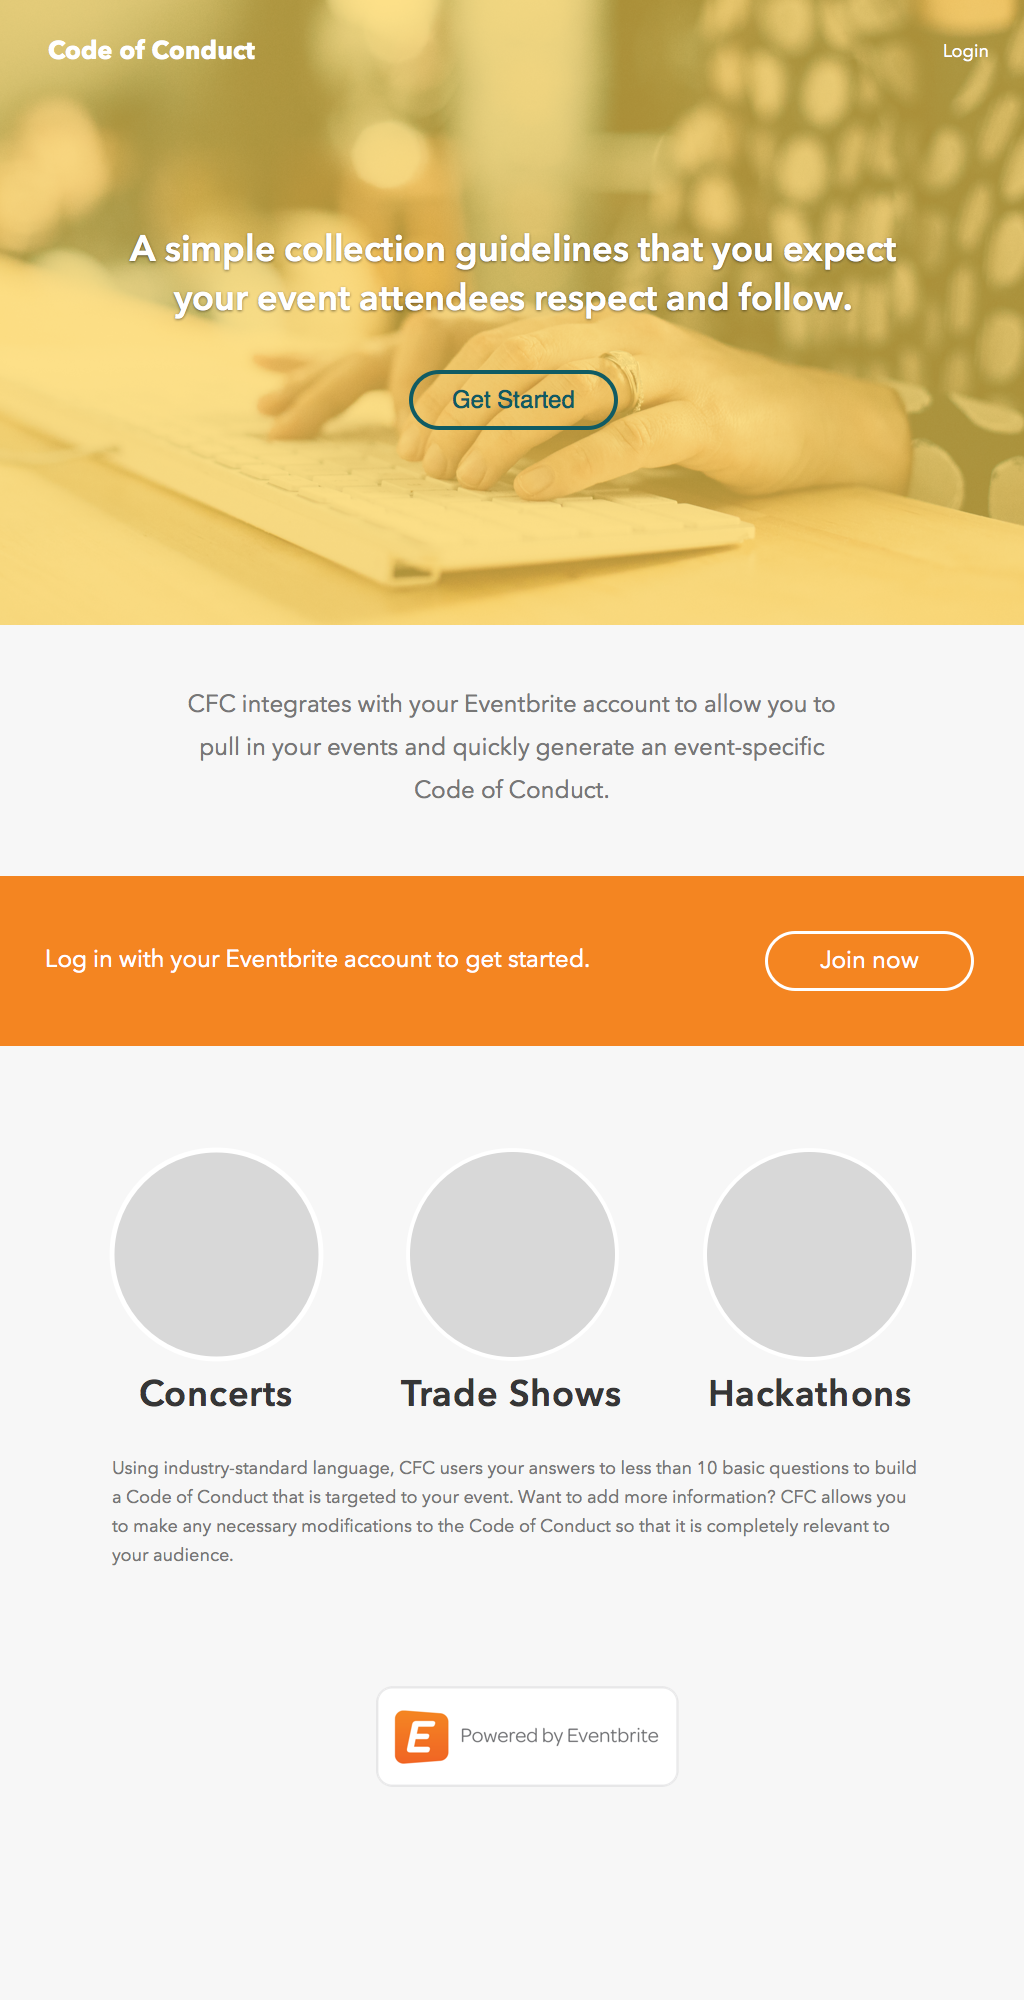 Code of Conduct
Login
A simple collection guidelines that you expect
your event attendees respect and follow.
Get Started
CFC integrates with your Eventbrite account to allow you to
pull in your events and quickly generate an event-specific
Code of Conduct.
Log in with your Eventbrite account to get started.
Join now
Concerts
Trade Shows
Hackathons
Using industry-standard language, CFC users your answers to less than 10 basic questions to build
a Code of Conduct that is targeted to your event. Want to add more information? CFC allows you
to make any necessary modifications to the Code of Conduct so that it is completely relevant to
your audience.
E
Powered by Eventbrite